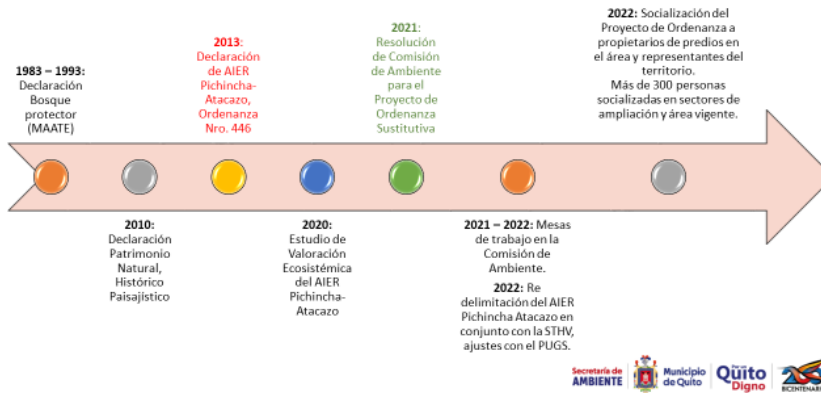 1983 – 1993:
Declaración
Bosque
protector
(MAATE)
2010:
Declaración
Patrimonio
Natural,
Histórico
Paisajístico
2013:
Declaración
de AIER
Pichincha-
Atacazo,
Ordenanza
Nro. 446
2020:
Estudio de
Valoración
Ecosistémica
del AIER
Pichincha-
Atacazo
2021:
Resolución
de Comisión
de Ambiente
para el
Proyecto de
Ordenanza
Sustitutiva
2021 – 2022: Mesas
de trabajo en la
Comisión de
Ambiente.
2022: Re
delimitación del AIER
Pichincha Atacazo en
conjunto con la STHV,
ajustes con el PUGS.
2022: Socialización del
Proyecto de Ordenanza a
propietarios de predios en
el área y representantes del
territorio.
Más de 300 personas
socializadas en sectores de
ampliación y área vigente.
Secretaría de
AMBIENTE
Municipio
de Quito
Por un
Quito
Digno
BICENTENARIO